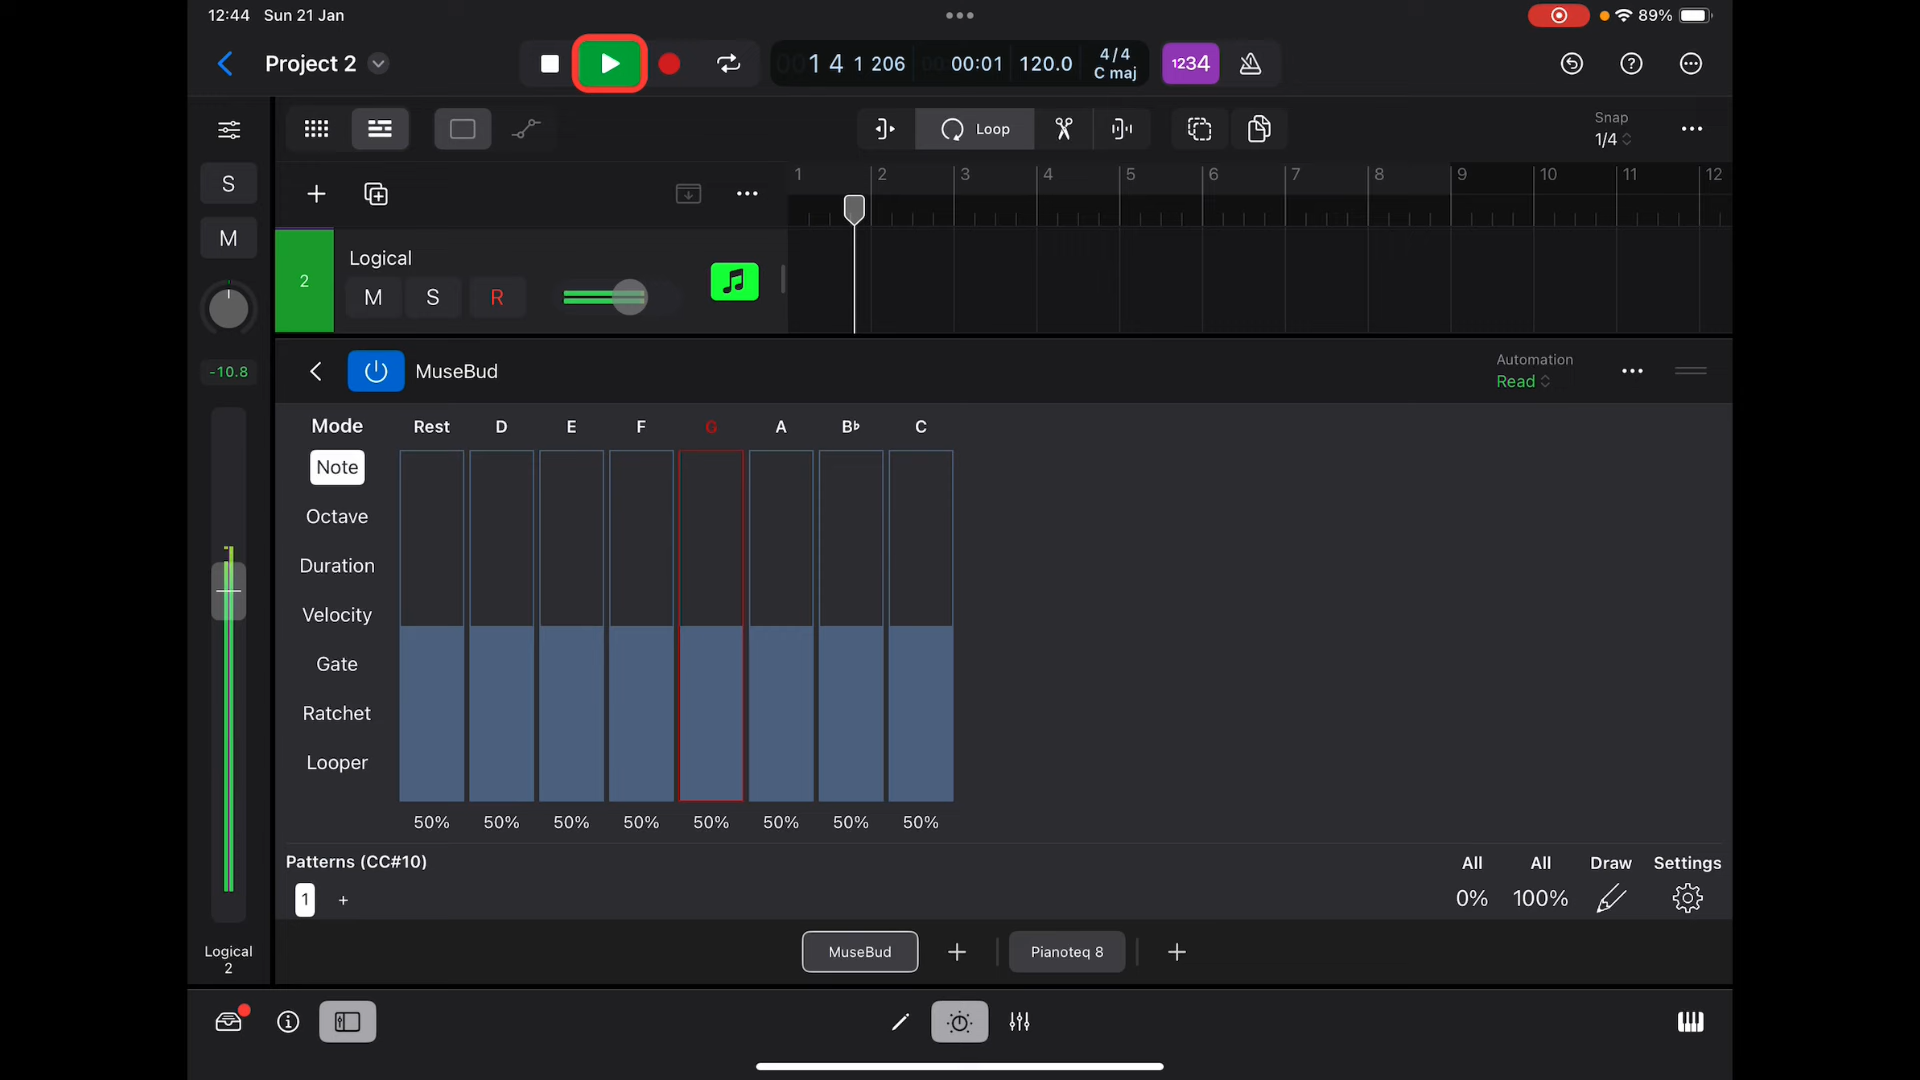 12:44 Sun 21 Jan
89%
Project 2
1 4 1 206
00:01
120.0
4/4
C maj
1234
Loop
Snap
1/4
1 2 3 4 5 6 7 8 9 10 11 12
S
M
2
Logical
M S R
-10.8
MuseBud
Automation
Read
Mode
Rest D E F G A B♭ C
Note
Octave
Duration
Velocity
Gate
Ratchet
Looper
50% 50% 50% 50% 50% 50% 50% 50%
Patterns (CC#10)
1 +
All All Draw Settings
0% 100%
MuseBud + Pianoteq 8 +
Logical
2